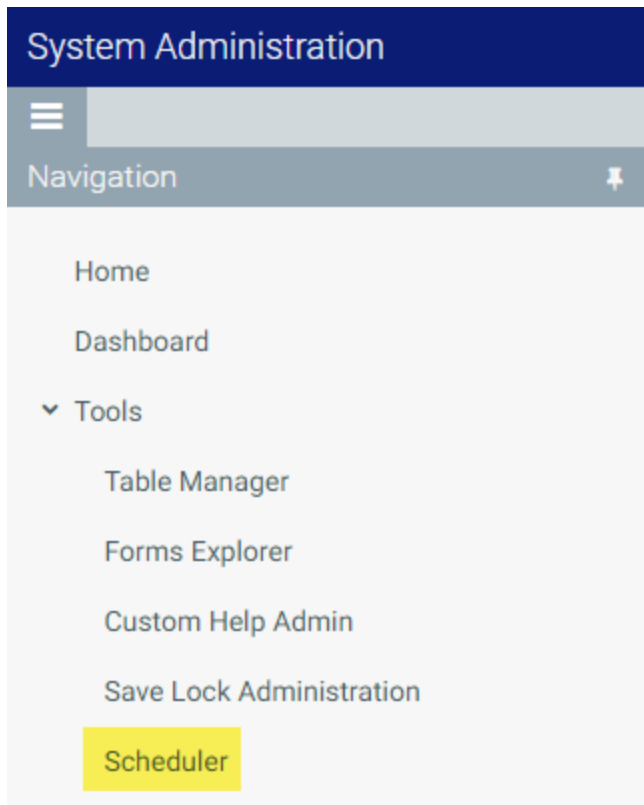 System Administration
Navigation
Home
Dashboard
Tools
Table Manager
Forms Explorer
Custom Help Admin
Save Lock Administration
Scheduler